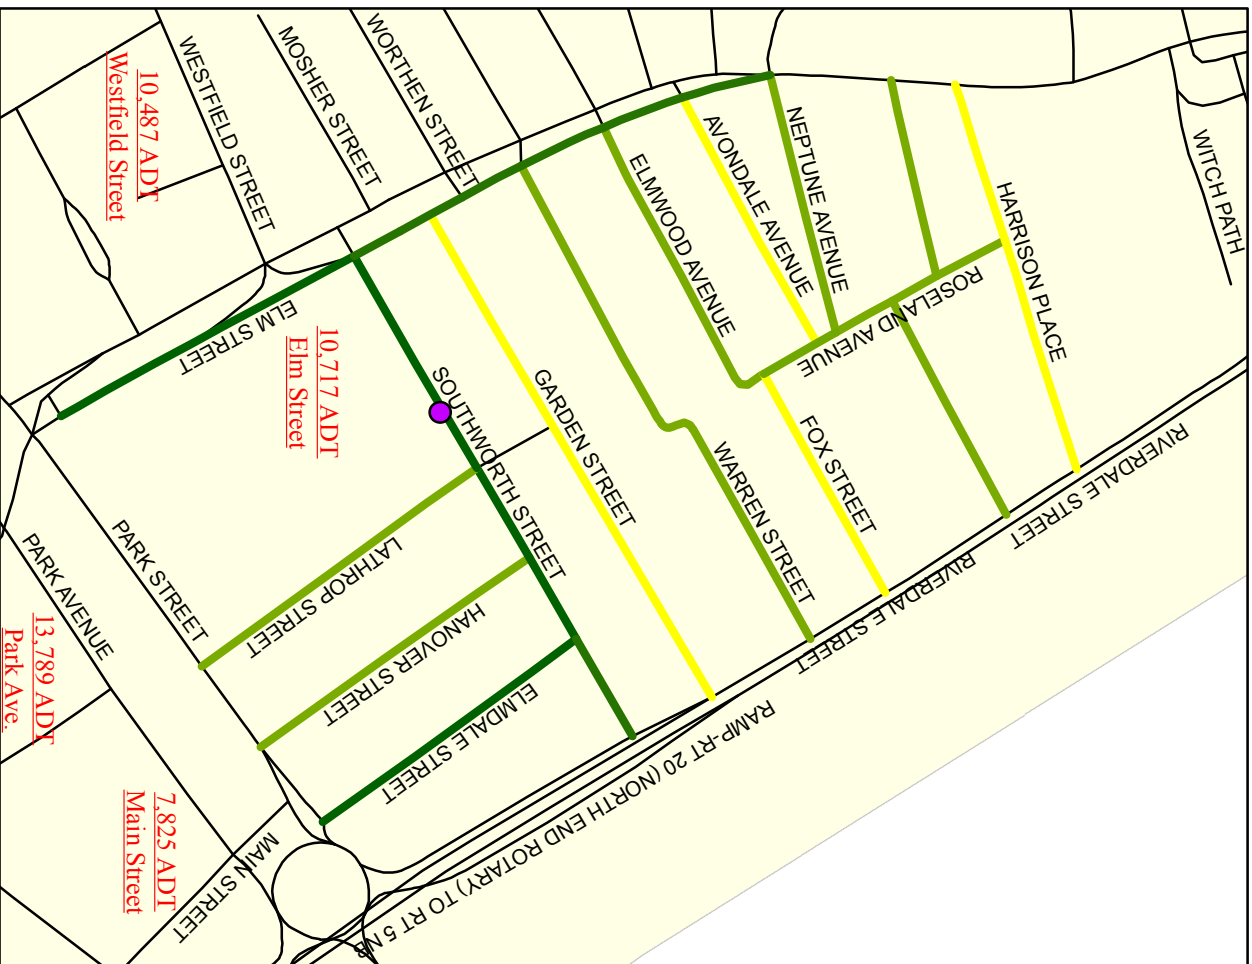 WESTFIELD STREET
MOSHER STREET
WORTHEN STREET
10,487 ADT
Westfield Street
AVONDALE AVENUE
NEPTUNE AVENUE
ELMWOOD AVENUE
HARRISON PLACE
WITCH PATH
ROSELAND AVENUE
ELM STREET
10,717 ADT
Elm Street
SOUTHWORTH STREET
GARDEN STREET
WARREN STREET
FOX STREET
RIVERDALE STREET
RIVERDALE STREET
RIVERDALE STREET
PARK STREET
PARK AVENUE
LATHROP STREET
HANOVER STREET
ELMDALE STREET
13,789 ADT
Park Ave.
7,825 ADT
Main Street
MAIN STREET
RAMP-RT 20 (NORTH END ROTARY) TO RT 5 NB